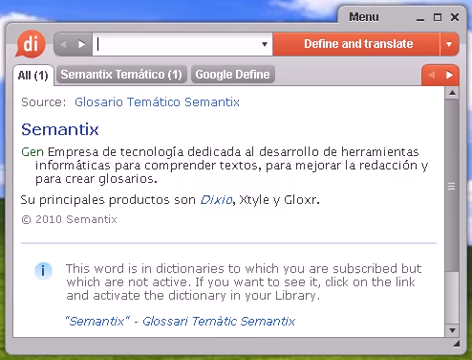 Menu
di
Define and translate
All (1) Semantix Temático (1) Google Define
Source: Glosario Temático Semantix
Semantix
Gen Empresa de tecnología dedicada al desarrollo de herramientas
informáticas para comprender textos, para mejorar la redacción y
para crear glosarios.
Su principales productos son Dixio, Xtyle y Gloxr.
© 2010 Semantix
i
This word is in dictionaries to which you are subscribed but
which are not active. If you want to see it, click on the link
and activate the dictionary in your Library.
"Semantix" - Glossari Temàtic Semantix